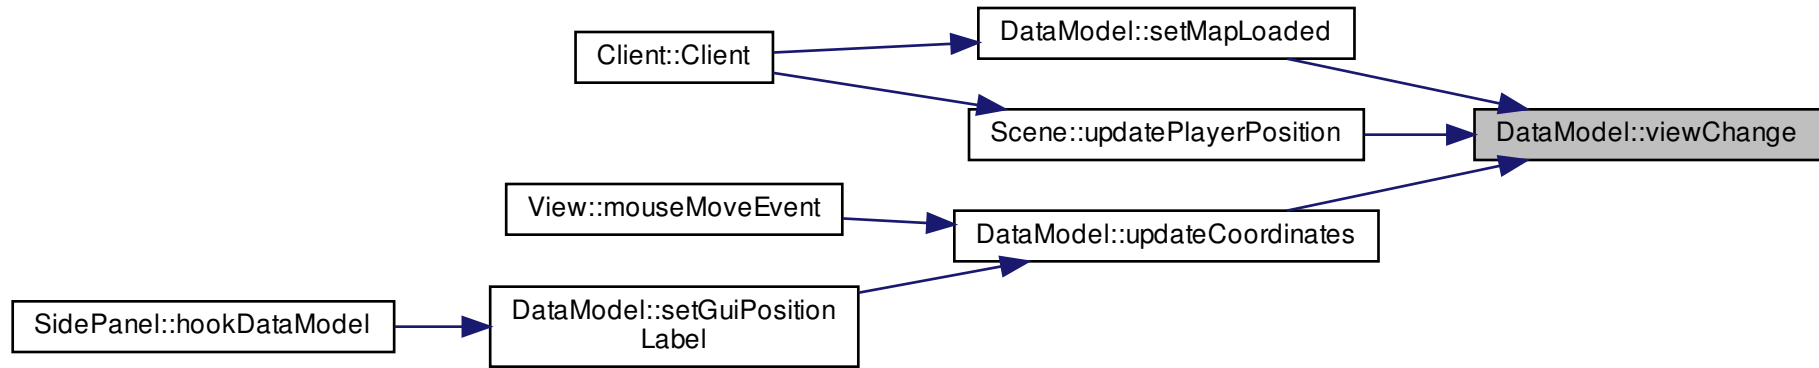 DataModel::setMapLoaded
Client::Client
Scene::updatePlayerPosition
DataModel::viewChange
View::mouseMoveEvent
DataModel::updateCoordinates
DataModel::setGuiPosition
Label
SidePanel::hookDataModel